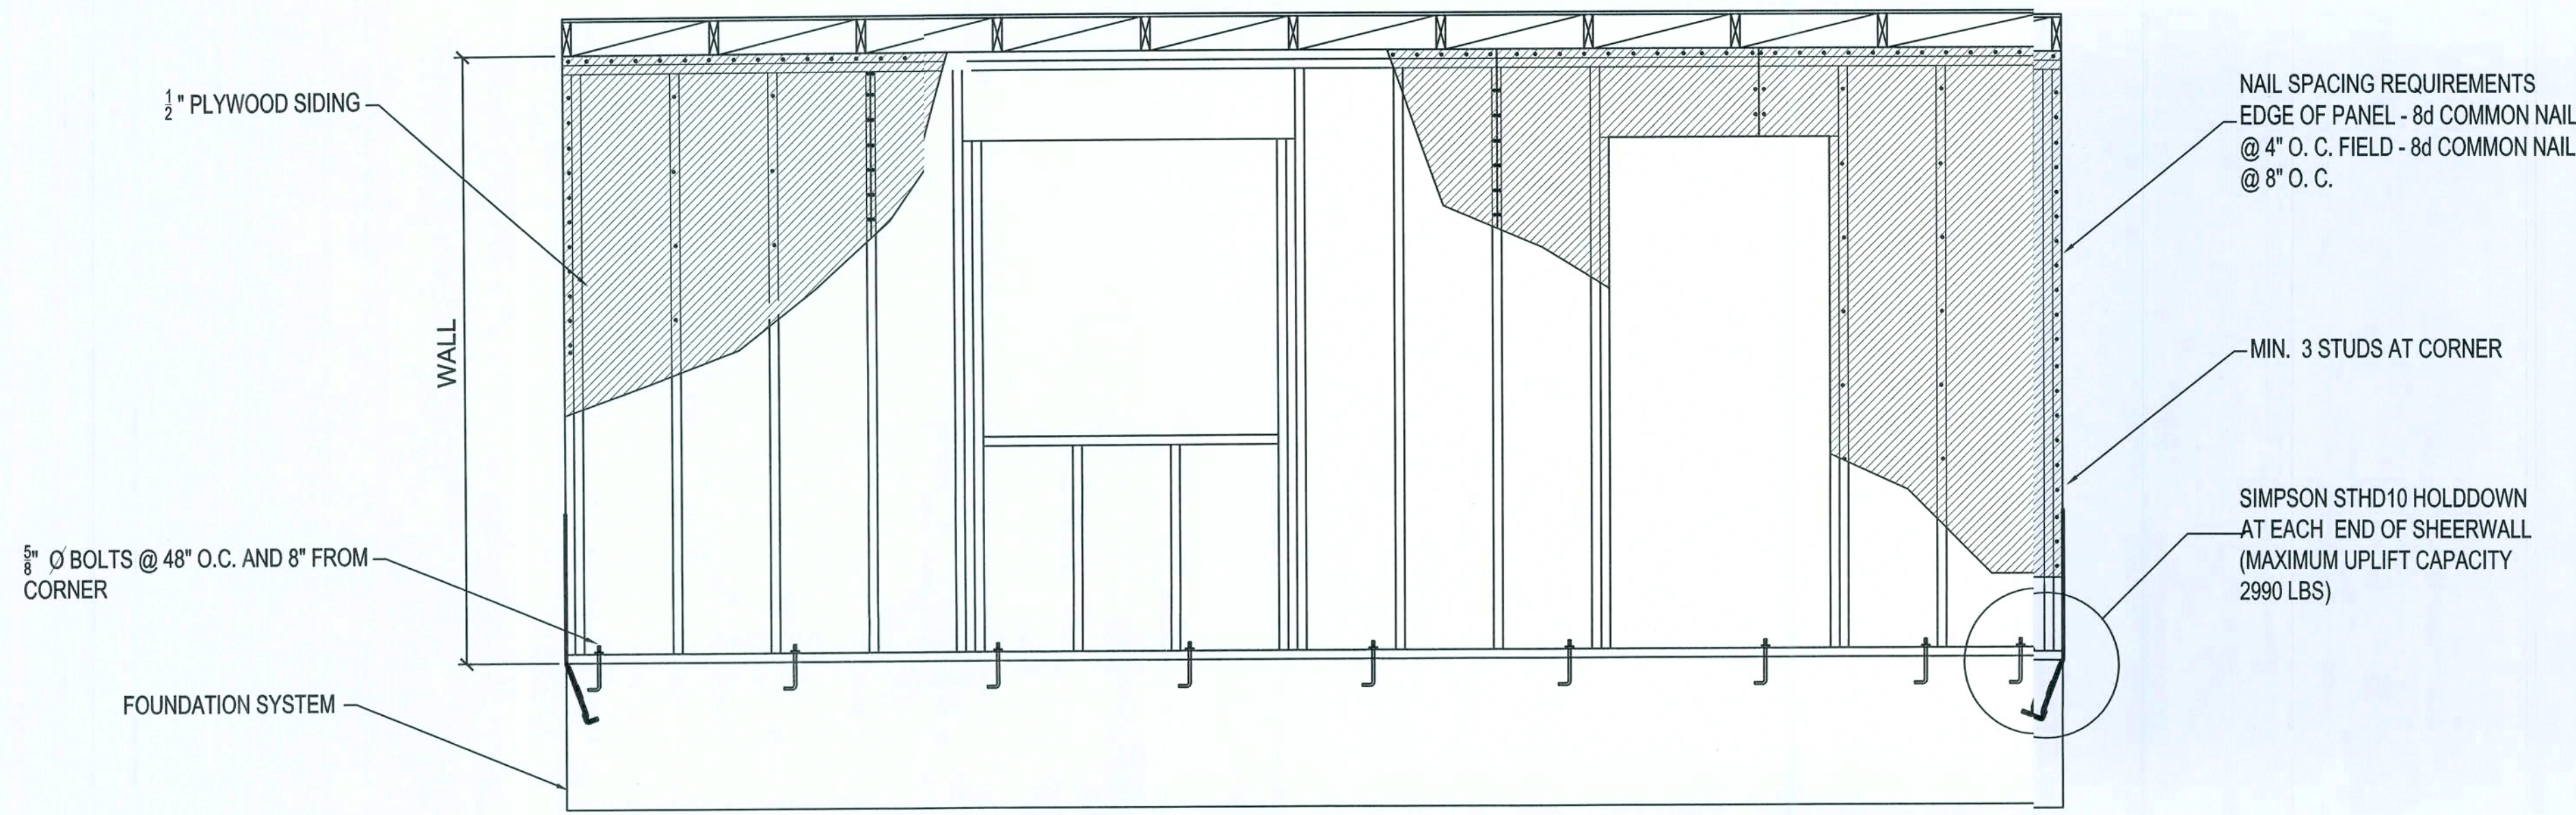 ½" PLYWOOD SIDING
WALL
⅝" Ø BOLTS @ 48" O.C. AND 8" FROM
CORNER
FOUNDATION SYSTEM
NAIL SPACING REQUIREMENTS
EDGE OF PANEL - 8d COMMON NAIL
@ 4" O. C. FIELD - 8d COMMON NAIL
@ 8" O. C.
MIN. 3 STUDS AT CORNER
SIMPSON STHD10 HOLDDOWN
AT EACH END OF SHEERWALL
(MAXIMUM UPLIFT CAPACITY
2990 LBS)